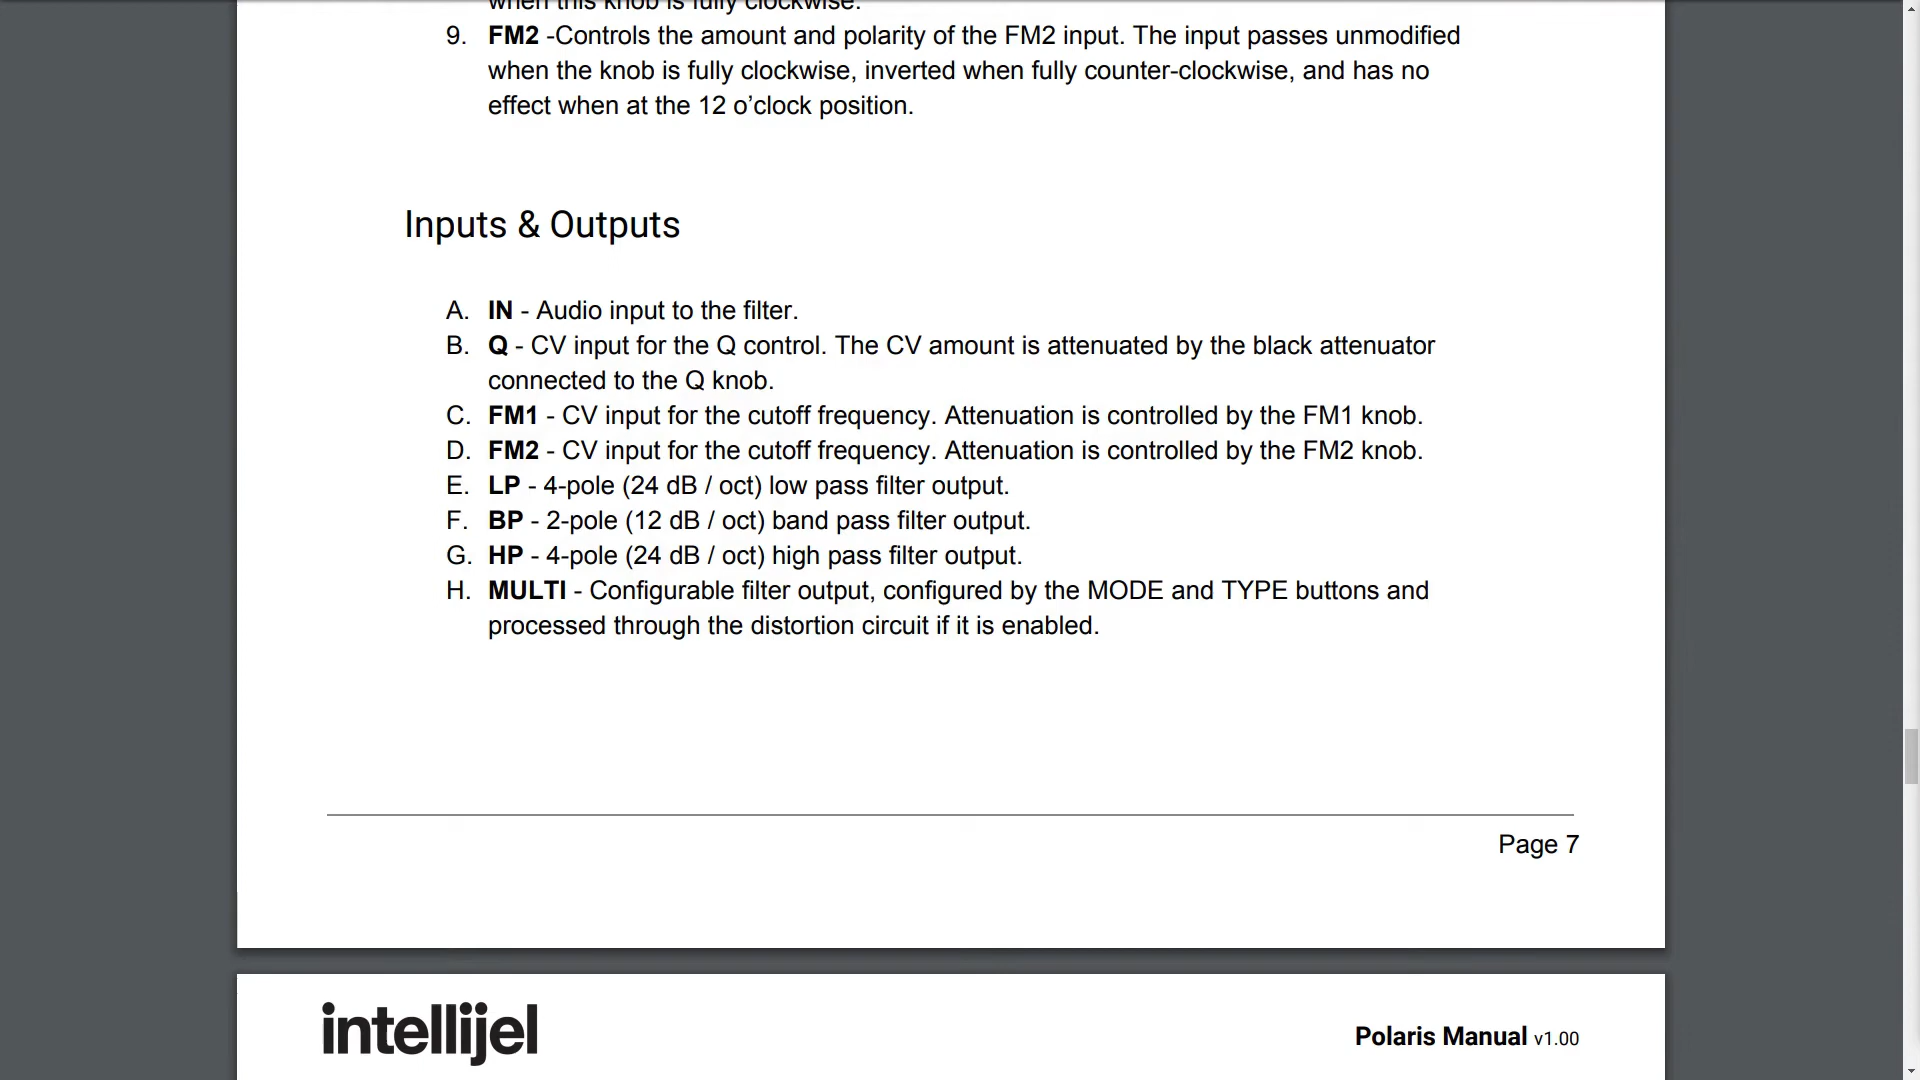 when this knob is fully clockwise.
9. FM2 -Controls the amount and polarity of the FM2 input. The input passes unmodified
when the knob is fully clockwise, inverted when fully counter-clockwise, and has no
effect when at the 12 o’clock position.
Inputs & Outputs
A. IN - Audio input to the filter.
B. Q - CV input for the Q control. The CV amount is attenuated by the black attenuator
connected to the Q knob.
C. FM1 - CV input for the cutoff frequency. Attenuation is controlled by the FM1 knob.
D. FM2 - CV input for the cutoff frequency. Attenuation is controlled by the FM2 knob.
E. LP - 4-pole (24 dB / oct) low pass filter output.
F. BP - 2-pole (12 dB / oct) band pass filter output.
G. HP - 4-pole (24 dB / oct) high pass filter output.
H. MULTI - Configurable filter output, configured by the MODE and TYPE buttons and
processed through the distortion circuit if it is enabled.
Page 7
intellijel
Polaris Manual v1.00